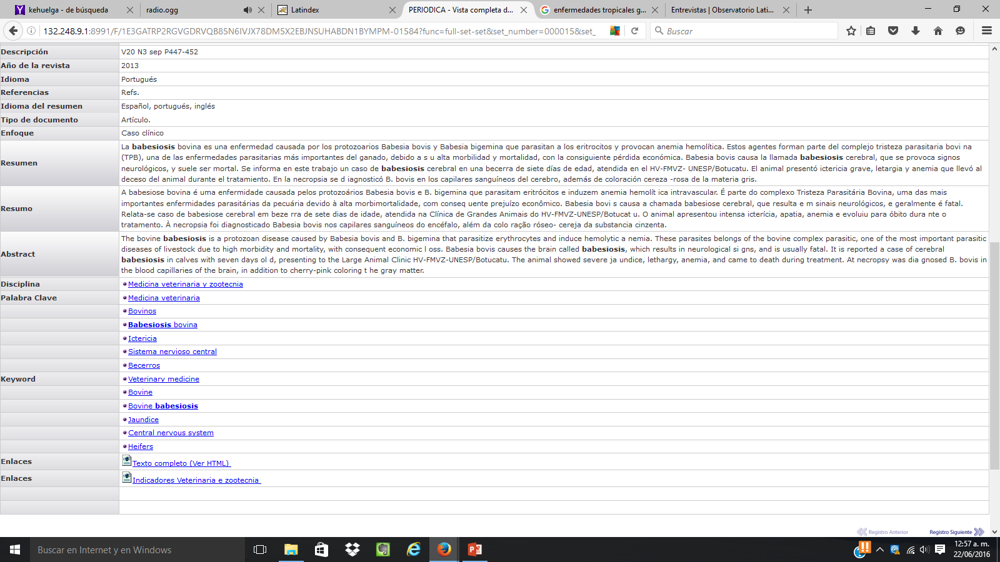 kehuelga - de búsqueda
radio.ogg
Latindex
PERIODICA - Vista completa d...
enfermedades tropicales g...
Entrevistas | Observatorio Lati...
132.248.9.1:8991/F/1E3GATRP2RGVGDRVQB85N6IVJX78DM5X2EBJNSUHABDN1BYMPM-01584?func=full-set-set&set_number=000015&set_
Buscar
Descripción V20 N3 sep P447-452
Año de la revista 2013
Idioma Portugués
Referencias Refs.
Idioma del resumen Español, portugués, inglés
Tipo de documento Artículo.
Enfoque Caso clínico
Resumen
La babesiosis bovina es una enfermedad causada por los protozoarios Babesia bovis y Babesia bigemina que parasitan a los eritrocitos y provocan anemia hemolítica. Estos agentes forman parte del complejo tristeza parasitaria bovi na
(TPB), una de las enfermedades parasitarias más importantes del ganado, debido a s u alta morbilidad y mortalidad, con la consiguiente pérdida económica. Babesia bovis causa la llamada babesiosis cerebral, que se provoca signos
neurológicos, y suele ser mortal. Se informa en este trabajo un caso de babesiosis cerebral en una becerra de siete días de edad, atendida en el HV-FMVZ- UNESP/Botucatu. El animal presentó ictericia grave, letargia y anemia que llevó al
deceso del animal durante el tratamiento. En la necropsia se d iagnosticó B. bovis en los capilares sanguíneos del cerebro, además de coloración cereza -rosa de la materia gris.
Resumo
A babesiose bovina é uma enfermidade causada pelos protozoários Babesia bovis e B. bigemina que parasitam eritrócitos e induzem anemia hemolít ica intravascular. É parte do complexo Tristeza Parasitária Bovina, uma das mais
importantes enfermidades parasitárias da pecuária devido à alta morbimortalidade, com conseq uente prejuízo econômico. Babesia bovi s causa a chamada babesiose cerebral, que resulta e m sinais neurológicos, e geralmente é fatal.
Relata-se caso de babesiose cerebral em beze rra de sete dias de idade, atendida na Clínica de Grandes Animais do HV-FMVZ-UNESP/Botucat u. O animal apresentou intensa icterícia, apatia, anemia e evoluiu para óbito dura nte o
tratamento. À necropsia foi diagnosticado Babesia bovis nos capilares sanguíneos do encéfalo, além da colo ração róseo- cereja da substancia cinzenta.
Abstract
The bovine babesiosis is a protozoan disease caused by Babesia bovis and B. bigemina that parasitize erythrocytes and induce hemolytic a nemia. These parasites belongs of the bovine complex parasitic, one of the most important parasitic
diseases of livestock due to high morbidity and mortality, with consequent economic l oss. Babesia bovis causes the brain called babesiosis, which results in neurological si gns, and is usually fatal. It is reported a case of cerebral
babesiosis in calves with seven days ol d, presenting to the Large Animal Clinic HV-FMVZ-UNESP/Botucatu. The animal showed severe ja undice, lethargy, anemia, and came to death during treatment. At necropsy was dia gnosed B. bovis in
the blood capillaries of the brain, in addition to cherry-pink coloring t he gray matter.
Disciplina Medicina veterinaria y zootecnia
Palabra Clave Medicina veterinaria
Bovinos
Babesiosis bovina
Ictericia
Sistema nervioso central
Becerros
Keyword Veterinary medicine
Bovine
Bovine babesiosis
Jaundice
Central nervous system
Heifers
Enlaces Texto completo (Ver HTML)
Enlaces Indicadores Veterinaria e zootecnia
Registro Anterior Registro Siguiente
Buscar en Internet y en Windows
12:57 a. m.
22/06/2016